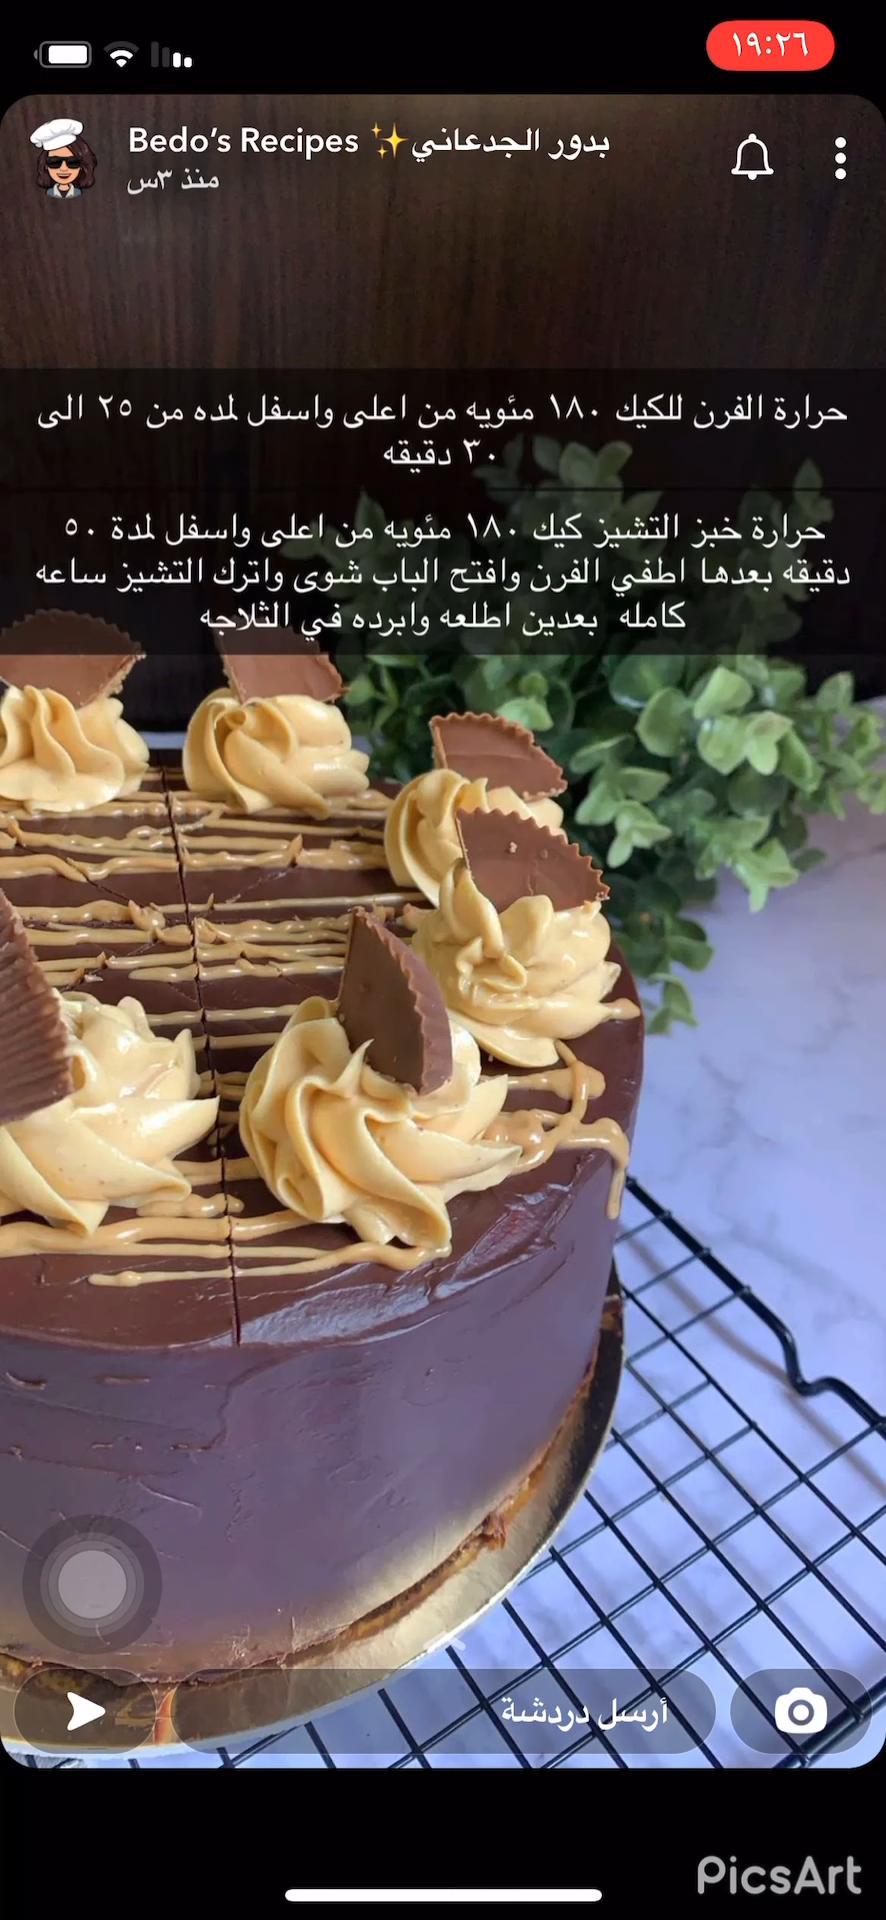 ١٩:٢٦
Bedo’s Recipes ✨بدور الجدعاني
منذ ٣س
حرارة الفرن للكيك ١٨٠ مئويه من اعلى واسفل لمده من ٢٥ الى
٣٠ دقيقه
حرارة خبز التشيز كيك ١٨٠ مئويه من اعلى واسفل لمدة ٥٠
دقيقه بعدها اطفي الفرن وافتح الباب شوى واترك التشيز ساعه
كامله بعدين اطلعه وابرده في الثلاجه
أرسل دردشة
PicsArt